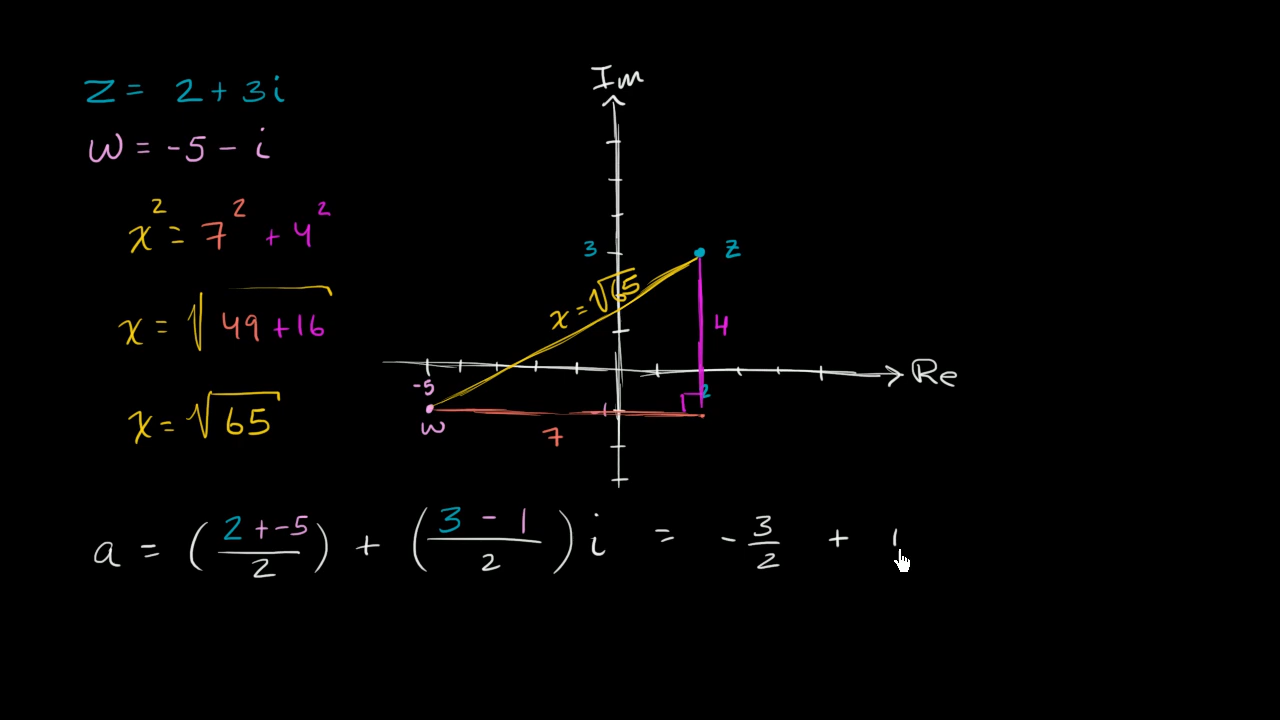 z = 2 + 3i
w = -5 - i
x² = 7² + 4²
x = √49 + 16
x = √65
Im
3
z
x = √65
4
Re
-5
2
w
7
a = (2 + -5 / 2) + (3 - 1 / 2) i = - 3/2 + 1